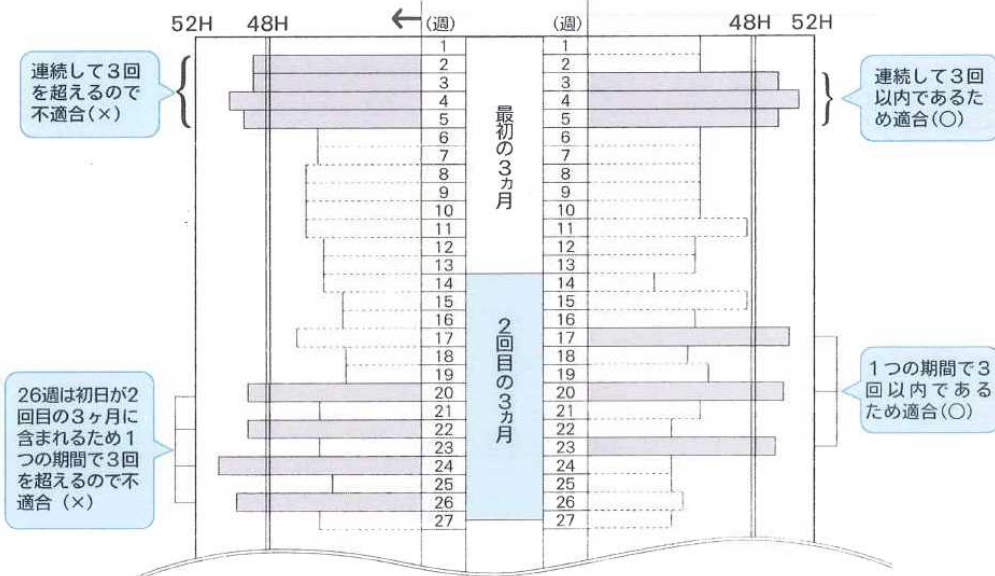 52H 48H ← (週) (週) 48H 52H
連続して3回
を超えるので
不適合(×)
連続して3回
以内であるた
め適合(○)
26週は初日が2
回目の3ヶ月に
含まれるため1
つの期間で3回
を超えるので不
適合(×)
1つの期間で3
回以内である
ため適合(○)
最初の3ヵ月
2回目の3ヵ月
1 1
2 2
3 3
4 4
5 5
6 6
7 7
8 8
9 9
10 10
11 11
12 12
13 13
14 14
15 15
16 16
17 17
18 18
19 19
20 20
21 21
22 22
23 23
24 24
25 25
26 26
27 27